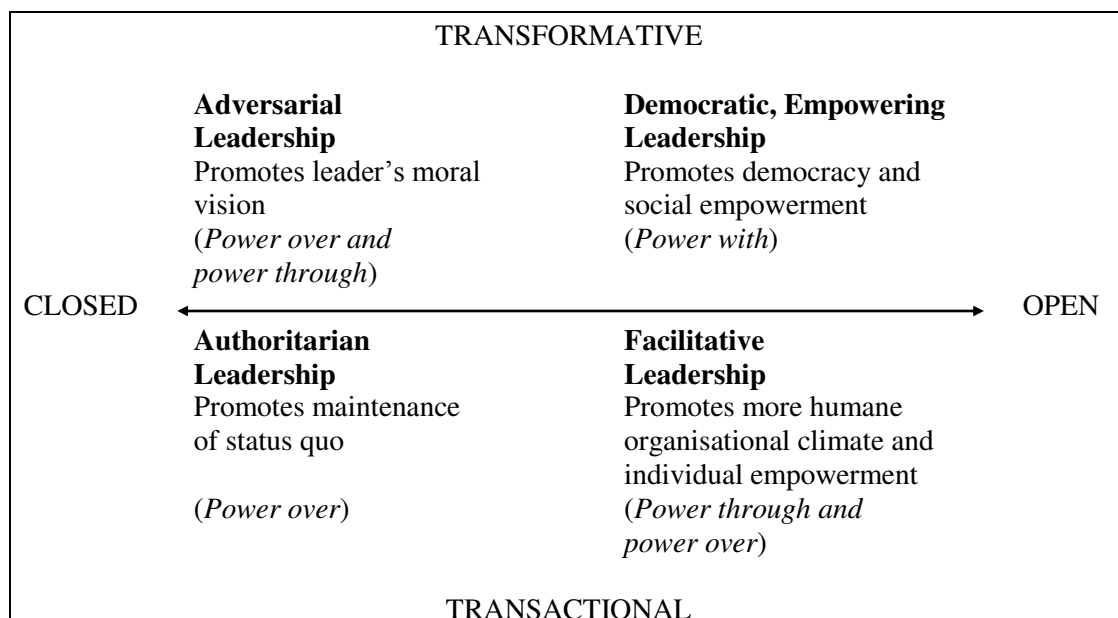 TRANSFORMATIVE
Adversarial
Leadership
Promotes leader’s moral
vision
(Power over and
power through)
Democratic, Empowering
Leadership
Promotes democracy and
social empowerment
(Power with)
CLOSED
OPEN
Authoritarian
Leadership
Promotes maintenance
of status quo
(Power over)
Facilitative
Leadership
Promotes more humane
organisational climate and
individual empowerment
(Power through and
power over)
TRANSACTIONAL